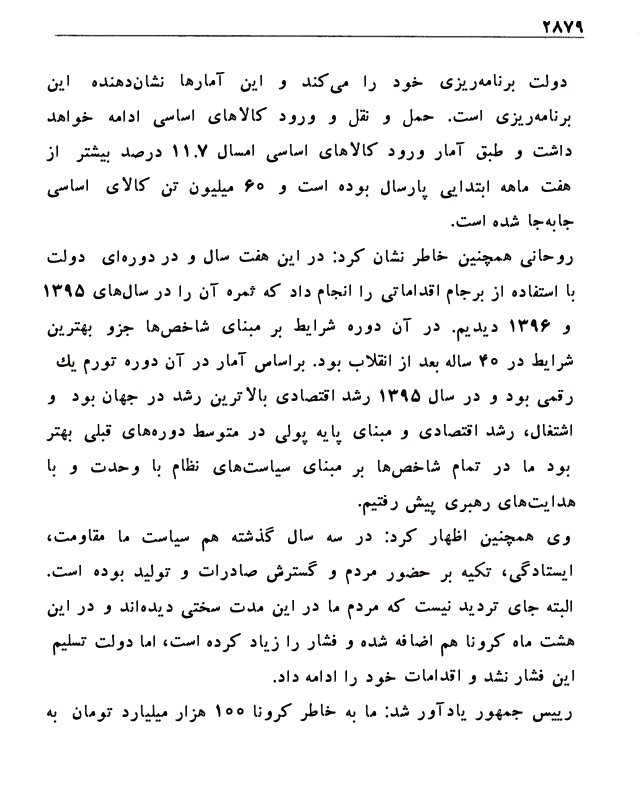 ۲۸۷۹
دولت برنامه‌ریزی خود را می‌کند و این آمارها نشان‌دهنده این
برنامه‌ریزی است. حمل و نقل و ورود کالاهای اساسی ادامه خواهد
داشت و طبق آمار ورود کالاهای اساسی امسال ۱۱.۷ درصد بیشتر از
هفت ماهه ابتدایی پارسال بوده است و ۶۰ میلیون تن کالای اساسی
جابه‌جا شده است.
روحانی همچنین خاطر نشان کرد: در این هفت سال و در دوره‌ای دولت
با استفاده از برجام اقداماتی را انجام داد که ثمره آن را در سال‌های ۱۳۹۵
و ۱۳۹۶ دیدیم. در آن دوره شرایط بر مبنای شاخص‌ها جزو بهترین
شرایط در ۴۰ ساله بعد از انقلاب بود. براساس آمار در آن دوره تورم یك
رقمی بود و در سال ۱۳۹۵ رشد اقتصادی بالاترین رشد در جهان بود و
اشتغال، رشد اقتصادی و مبنای پایه پولی در متوسط دوره‌های قبلی بهتر
بود ما در تمام شاخص‌ها بر مبنای سیاست‌های نظام با وحدت و با
هدایت‌های رهبری پیش رفتیم.
وی همچنین اظهار کرد: در سه سال گذشته هم سیاست ما مقاومت،
ایستادگی، تکیه بر حضور مردم و گسترش صادرات و تولید بوده است.
البته جای تردید نیست که مردم ما در این مدت سختی دیده‌اند و در این
هشت ماه کرونا هم اضافه شده و فشار را زیاد کرده است، اما دولت تسلیم
این فشار نشد و اقدامات خود را ادامه داد.
رییس جمهور یادآور شد: ما به خاطر کرونا ۱۰۰ هزار میلیارد تومان به